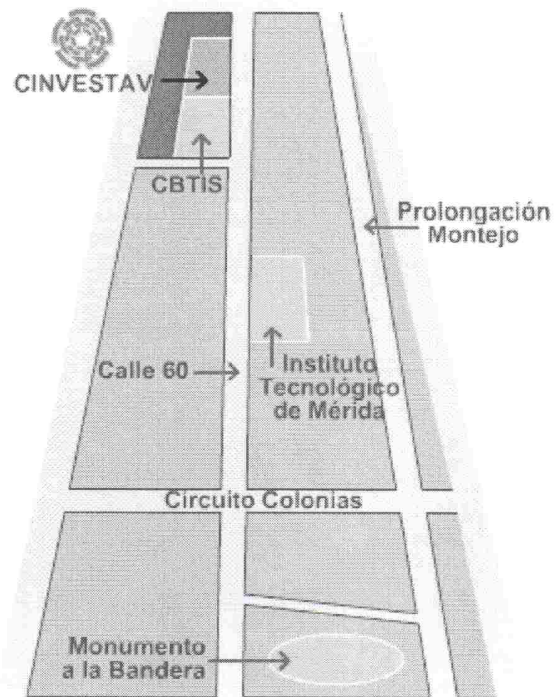 CINVESTAV
CBTIS
Prolongación
Montejo
Calle 60
Instituto
Tecnológico
de Mérida
Circuito Colonias
Monumento
a la Bandera